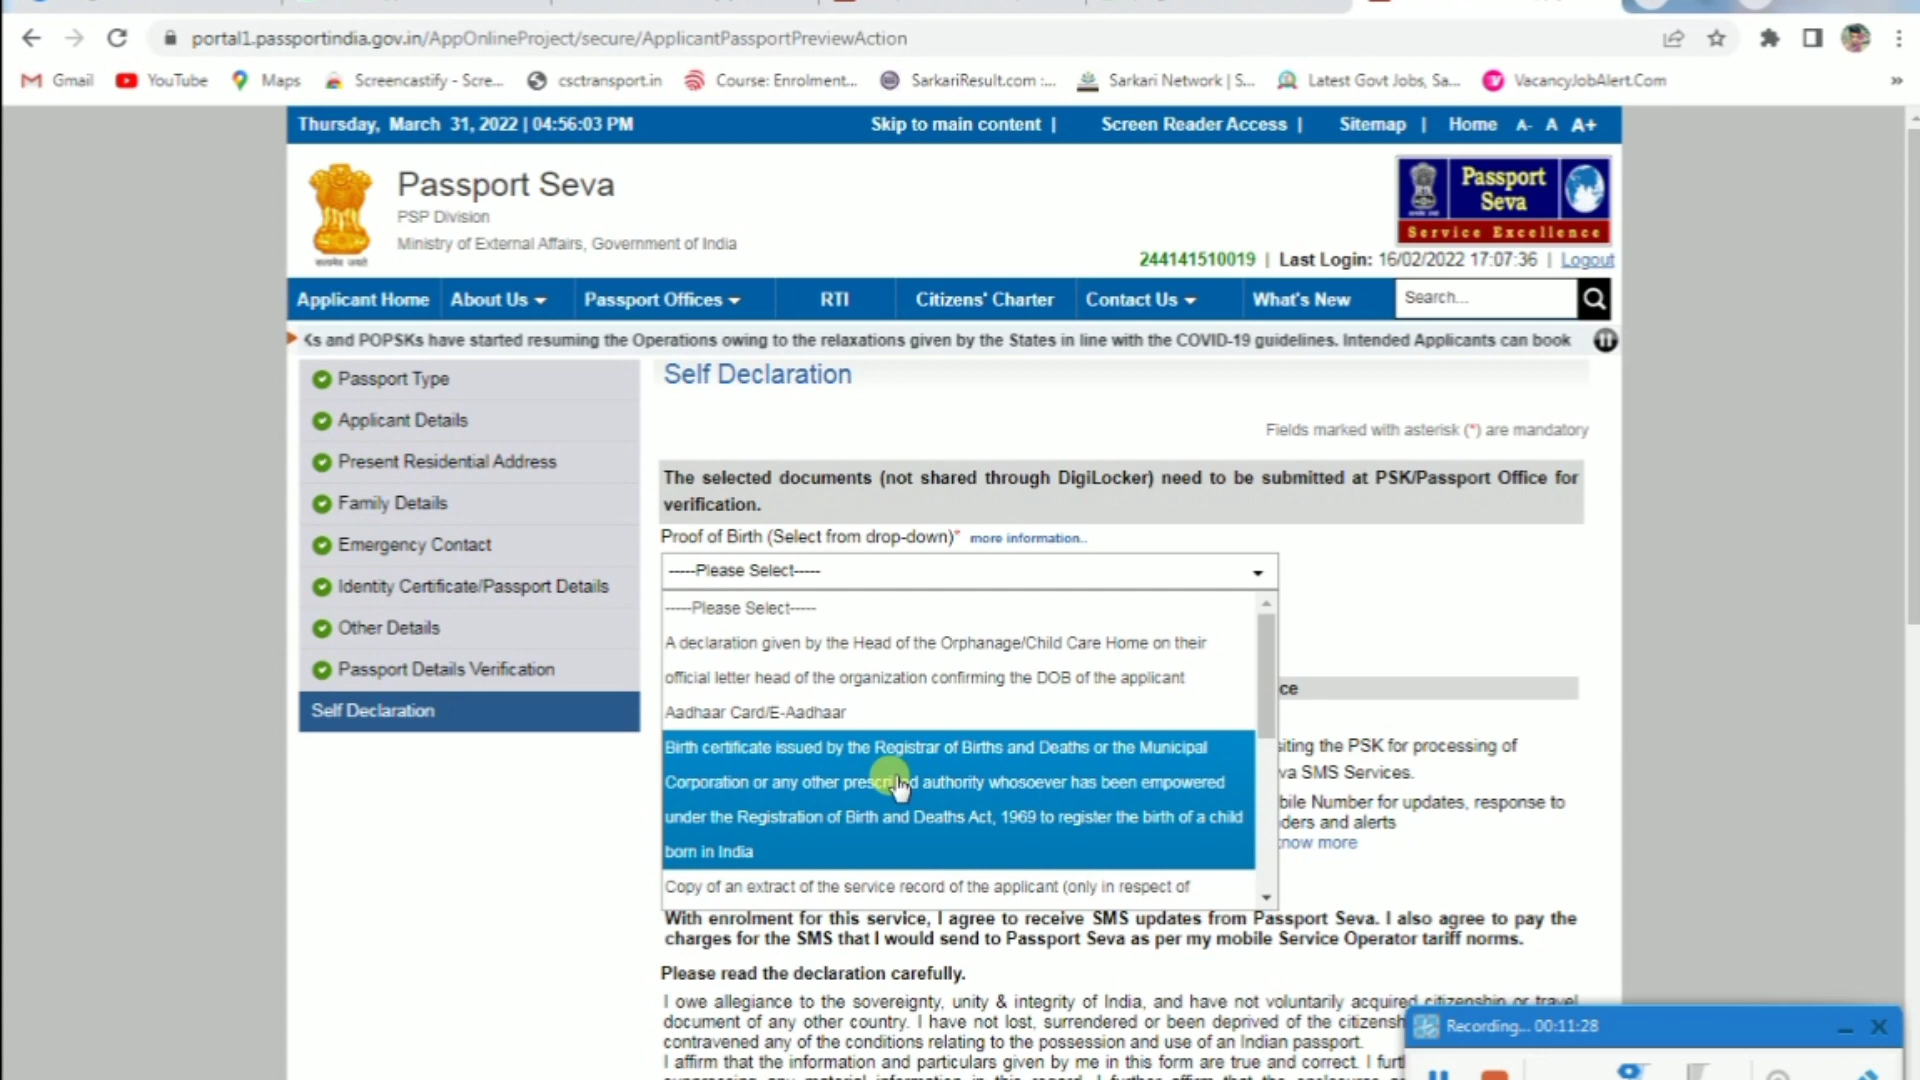 portal1.passportindia.gov.in/AppOnlineProject/secure/ApplicantPassportPreviewAction
Gmail YouTube Maps Screencastify - Scre... csctransport.in Course: Enrolment... SarkariResult.com :... Sarkari Network | S... Latest Govt Jobs, Sa... VacancyJobAlert.Com »
Thursday, March 31, 2022 | 04:56:03 PM Skip to main content | Screen Reader Access | Sitemap | Home A- A A+
Passport Seva
PSP Division
Ministry of External Affairs, Government of India
Passport
Seva
Service Excellence
सत्यमेव जयते
244141510019 | Last Login: 16/02/2022 17:07:36 | Logout
Applicant Home About Us Passport Offices RTI Citizens' Charter Contact Us What's New Search...
Ks and POPSKs have started resuming the Operations owing to the relaxations given by the States in line with the COVID-19 guidelines. Intended Applicants can book
Passport Type
Applicant Details
Present Residential Address
Family Details
Emergency Contact
Identity Certificate/Passport Details
Other Details
Passport Details Verification
Self Declaration
Self Declaration
Fields marked with asterisk (*) are mandatory
The selected documents (not shared through DigiLocker) need to be submitted at PSK/Passport Office for
verification.
Proof of Birth (Select from drop-down)* more information..
-----Please Select-----
-----Please Select-----
A declaration given by the Head of the Orphanage/Child Care Home on their
official letter head of the organization confirming the DOB of the applicant
Aadhaar Card/E-Aadhaar
Birth certificate issued by the Registrar of Births and Deaths or the Municipal
Corporation or any other prescribed authority whosoever has been empowered
under the Registration of Birth and Deaths Act, 1969 to register the birth of a child
born in India
Copy of an extract of the service record of the applicant (only in respect of
ce
siting the PSK for processing of
va SMS Services.
bile Number for updates, response to
ders and alerts
know more
With enrolment for this service, I agree to receive SMS updates from Passport Seva. I also agree to pay the
charges for the SMS that I would send to Passport Seva as per my mobile Service Operator tariff norms.
Please read the declaration carefully.
I owe allegiance to the sovereignty, unity & integrity of India, and have not voluntarily acquired citizenship or travel
document of any other country. I have not lost, surrendered or been deprived of the citizensh
contravened any of the conditions relating to the possession and use of an Indian passport.
I affirm that the information and particulars given by me in this form are true and correct. I furt
Recording... 00:11:28